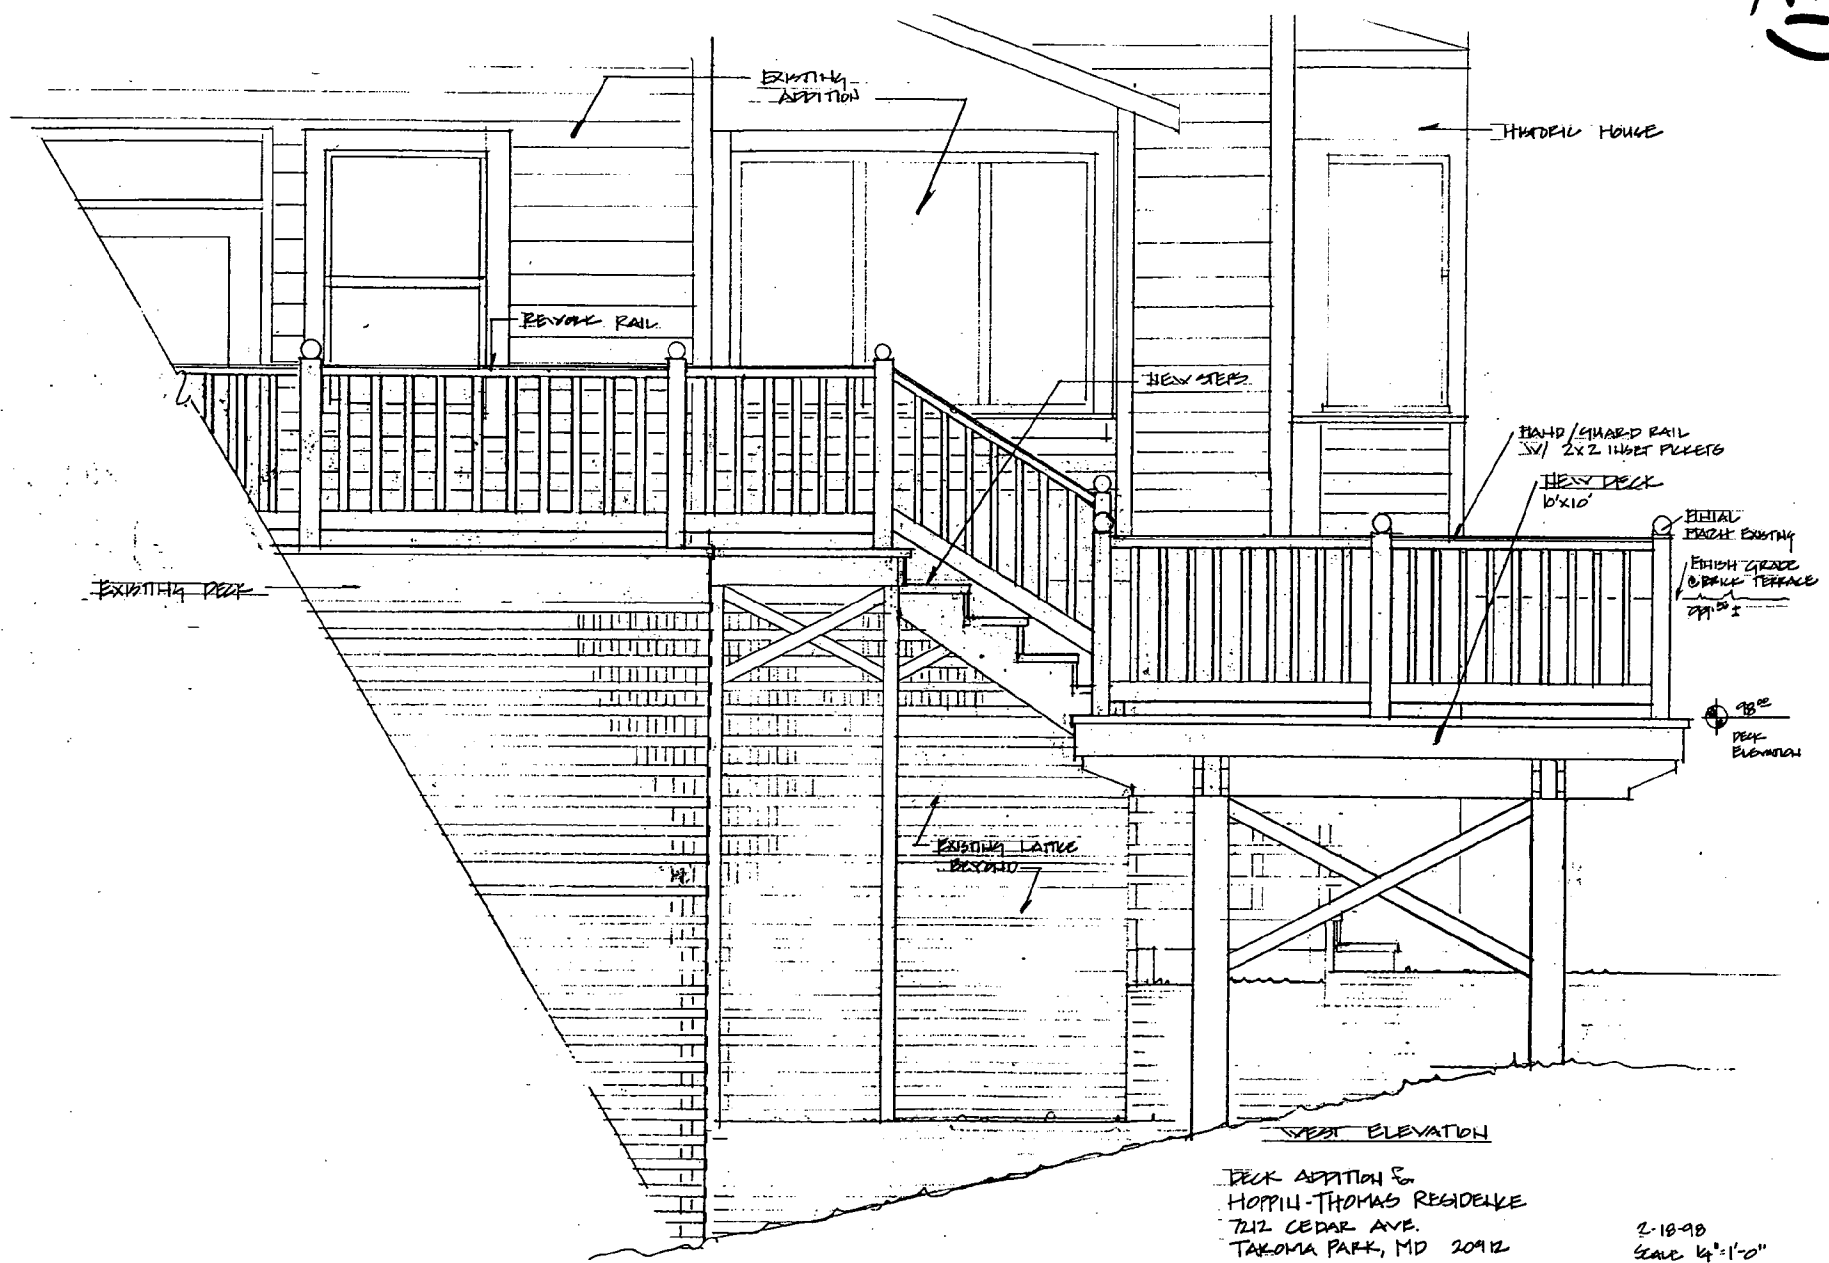 EXISTING
ADDITION
HISTORIC HOUSE
REWORK RAIL
NEW STEPS
HAND/GUARD RAIL
W/ 2x2 INSET PICKETS
NEW DECK
10'x10'
FINIAL
MATCH EXISTING
FINISH GRADE
@ BRICK TERRACE
EXISTING DECK
98.00
DECK
ELEVATION
EXISTING LATTICE
BEYOND
WEST ELEVATION
DECK ADDITION for
HOPPIN-THOMAS RESIDENCE
7212 CEDAR AVE.
TAKOMA PARK, MD 20912
2-18-98
SCALE 1/4"=1'-0"